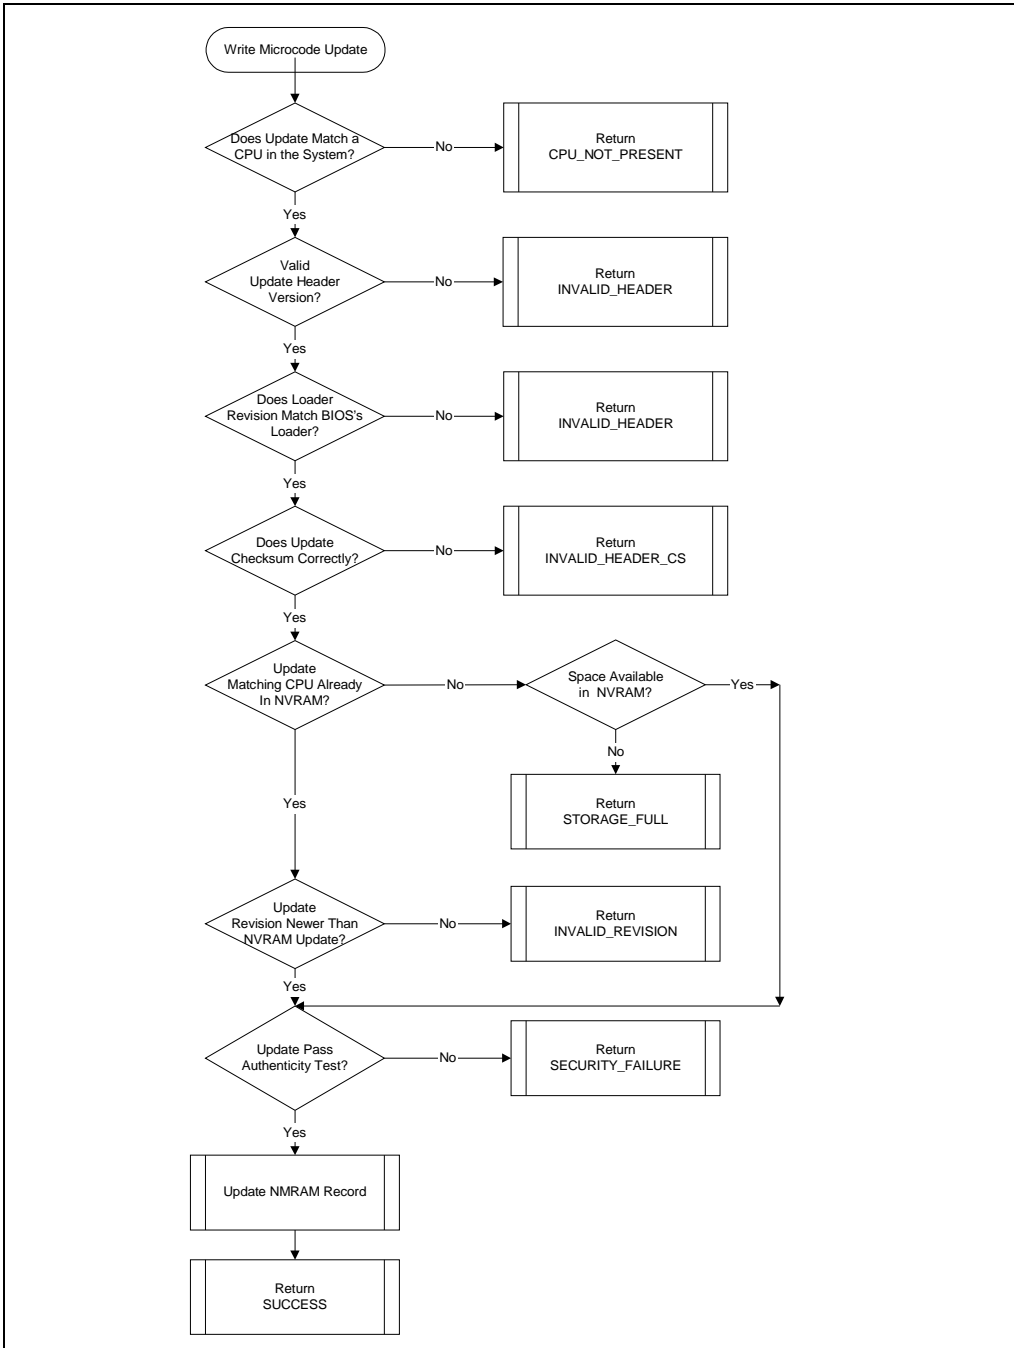 Write Microcode Update
Does Update Match a
CPU in the System?
No
Return
CPU_NOT_PRESENT
Yes
Valid
Update Header
Version?
No
Return
INVALID_HEADER
Yes
Does Loader
Revision Match BIOS's
Loader?
No
Return
INVALID_HEADER
Yes
Does Update
Checksum Correctly?
No
Return
INVALID_HEADER_CS
Yes
Update
Matching CPU Already
In NVRAM?
No
Space Available
in NVRAM?
Yes
No
Return
STORAGE_FULL
Yes
Update
Revision Newer Than
NVRAM Update?
No
Return
INVALID_REVISION
Yes
Update Pass
Authenticity Test?
No
Return
SECURITY_FAILURE
Yes
Update NMRAM Record
Return
SUCCESS